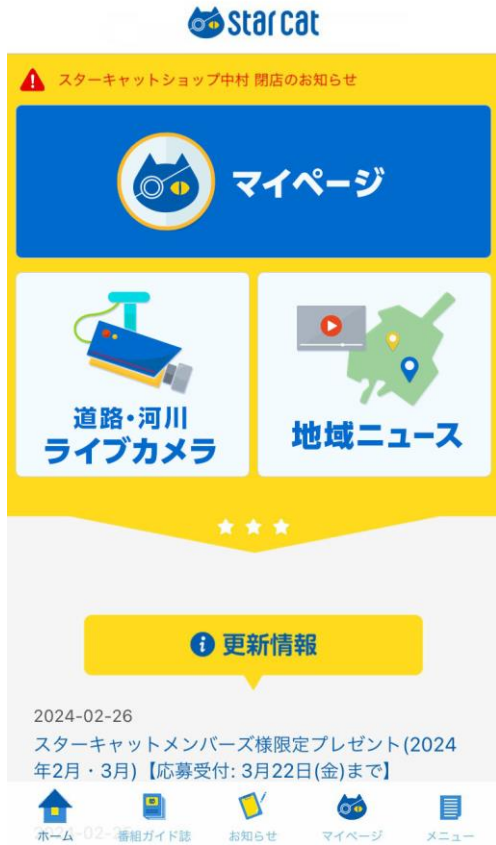 starcat
スターキャットショップ中村 閉店のお知らせ
マイページ
道路・河川
ライブカメラ
地域ニュース
更新情報
2024-02-26
スターキャットメンバーズ様限定プレゼント(2024
年2月・3月)【応募受付: 3月22日(金)まで】
ホーム
番組ガイド誌
お知らせ
マイページ
メニュー